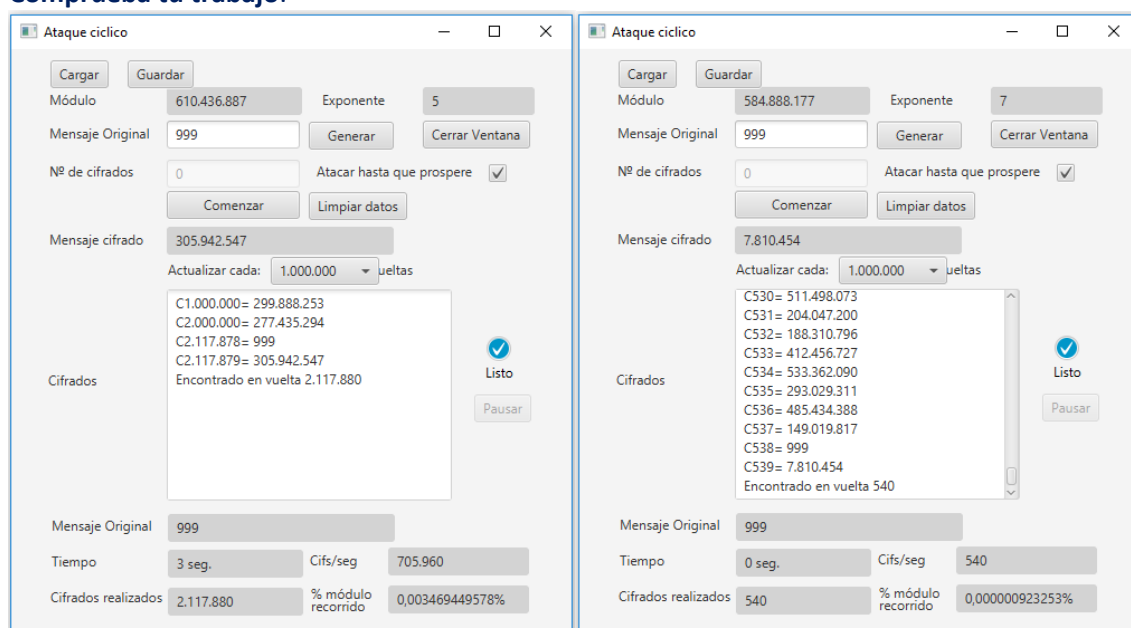 Comprueba tu trabajo:
Ataque ciclico
Cargar Guardar
Módulo 610.436.887 Exponente 5
Mensaje Original 999 Generar Cerrar Ventana
Nº de cifrados 0 Atacar hasta que prospere
Comenzar Limpiar datos
Mensaje cifrado 305.942.547
Actualizar cada: 1.000.000 ueltas
C1.000.000= 299.888.253
C2.000.000= 277.435.294
C2.117.878= 999
C2.117.879= 305.942.547
Encontrado en vuelta 2.117.880
Cifrados
Listo
Pausar
Mensaje Original 999
Tiempo 3 seg. Cifs/seg 705.960
Cifrados realizados 2.117.880 % módulo recorrido 0,003469449578%
Ataque ciclico
Cargar Guardar
Módulo 584.888.177 Exponente 7
Mensaje Original 999 Generar Cerrar Ventana
Nº de cifrados 0 Atacar hasta que prospere
Comenzar Limpiar datos
Mensaje cifrado 7.810.454
Actualizar cada: 1.000.000 ueltas
C530= 511.498.073
C531= 204.047.200
C532= 188.310.796
C533= 412.456.727
C534= 533.362.090
C535= 293.029.311
C536= 485.434.388
C537= 149.019.817
C538= 999
C539= 7.810.454
Encontrado en vuelta 540
Cifrados
Listo
Pausar
Mensaje Original 999
Tiempo 0 seg. Cifs/seg 540
Cifrados realizados 540 % módulo recorrido 0,000000923253%